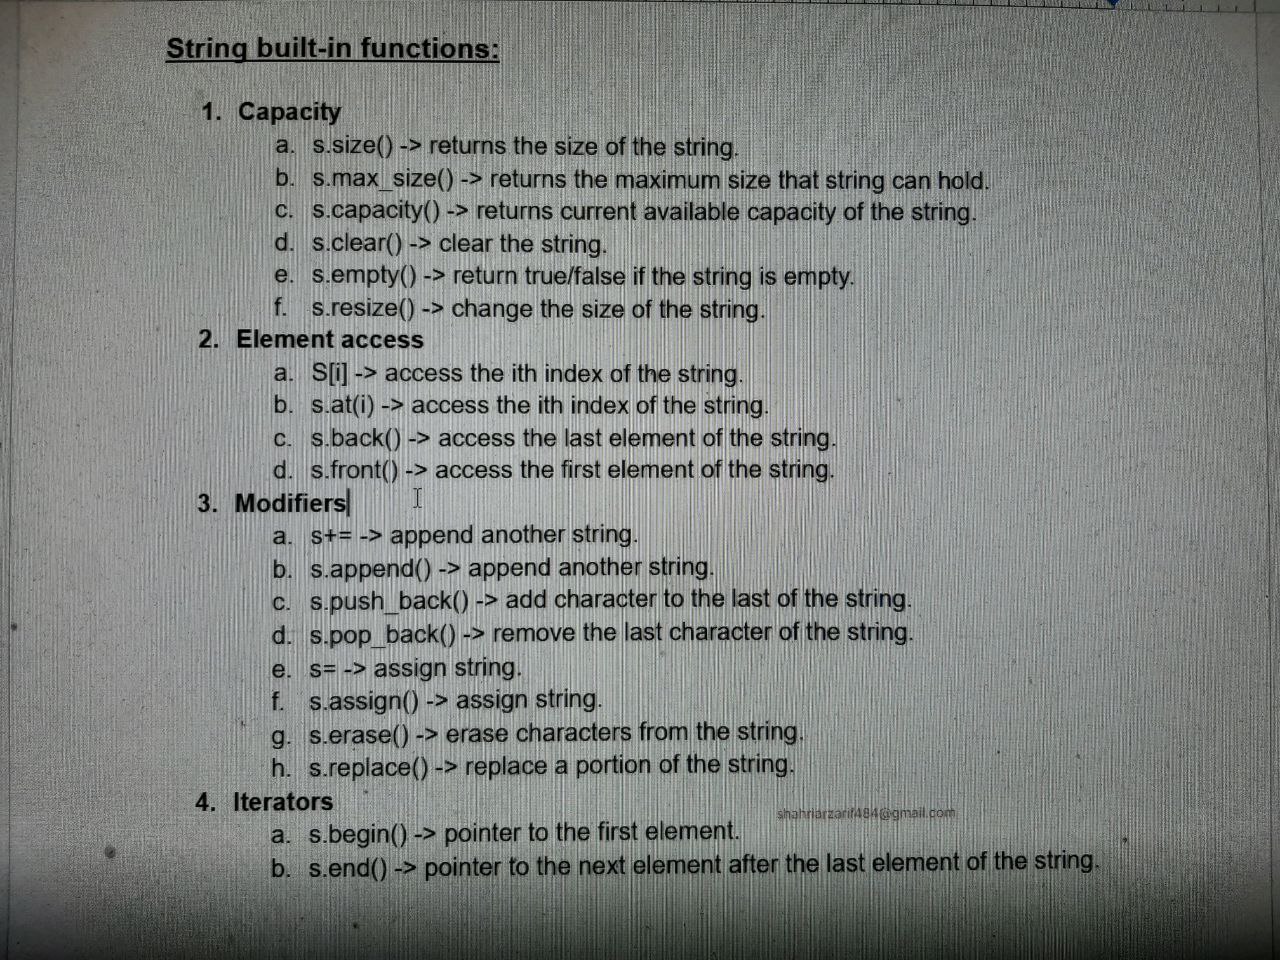 String built-in functions:
1. Capacity
a. s.size() -> returns the size of the string.
b. s.max_size() -> returns the maximum size that string can hold.
c. s.capacity() -> returns current available capacity of the string.
d. s.clear() -> clear the string.
e. s.empty() -> return true/false if the string is empty.
f. s.resize() -> change the size of the string.
2. Element access
a. S[i] -> access the ith index of the string.
b. s.at(i) -> access the ith index of the string.
c. s.back() -> access the last element of the string.
d. s.front() -> access the first element of the string.
3. Modifiers
a. s+= -> append another string.
b. s.append() -> append another string.
c. s.push_back() -> add character to the last of the string.
d. s.pop_back() -> remove the last character of the string.
e. s= -> assign string.
f. s.assign() -> assign string.
g. s.erase() -> erase characters from the string.
h. s.replace() -> replace a portion of the string.
4. Iterators
shahriarzarif484@gmail.com
a. s.begin() -> pointer to the first element.
b. s.end() -> pointer to the next element after the last element of the string.